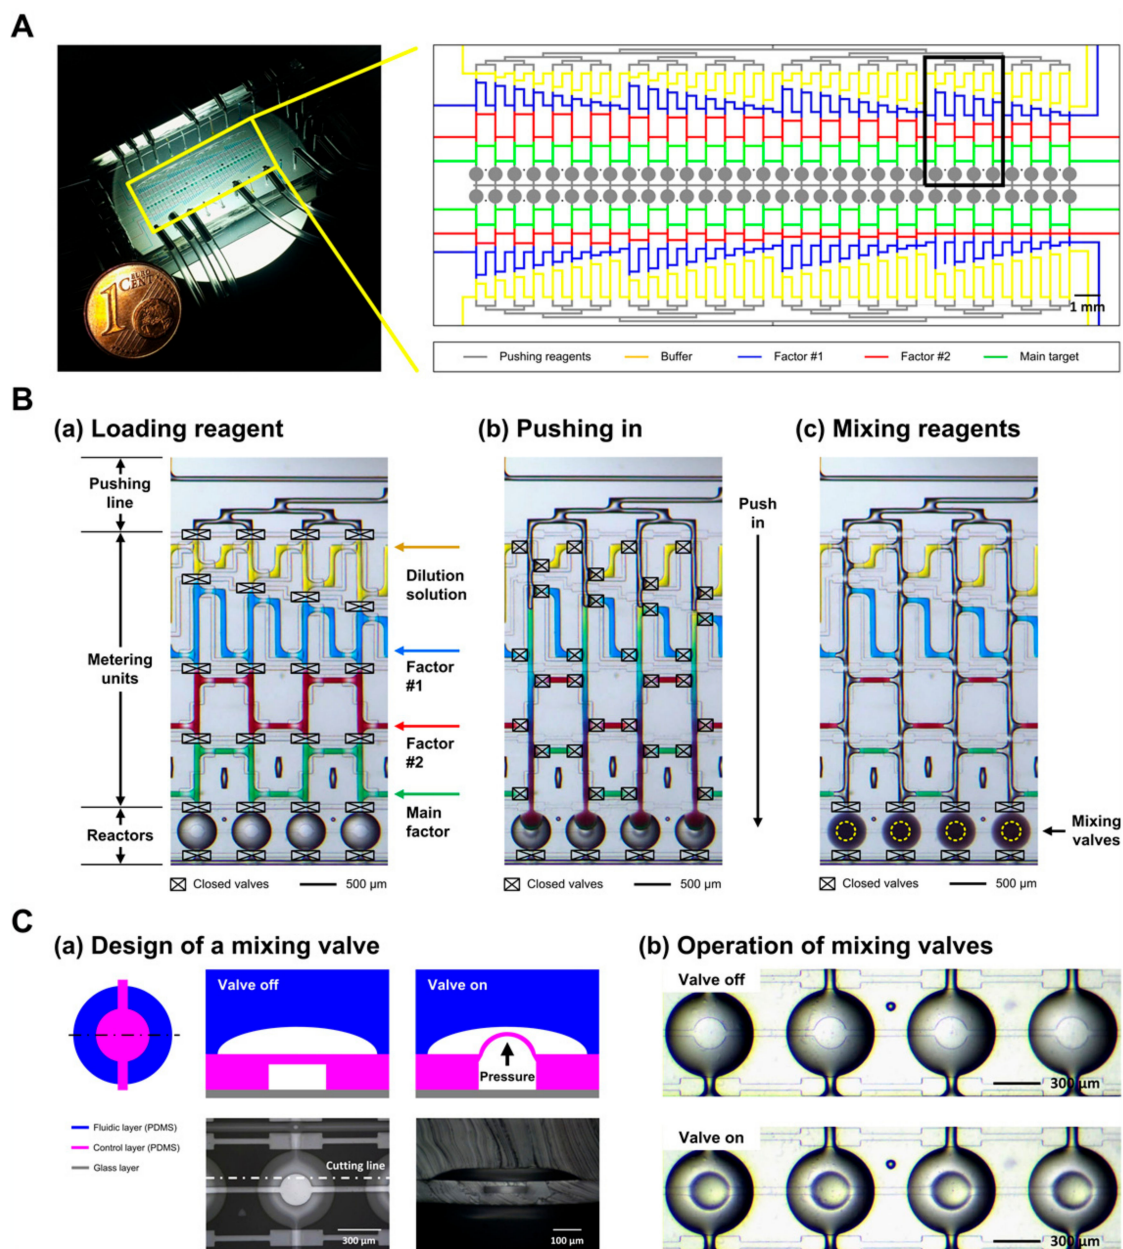 A
1
EURO
CENT
1 mm
Pushing reagents
Buffer
Factor #1
Factor #2
Main target
B
(a) Loading reagent
(b) Pushing in
(c) Mixing reagents
Pushing
line
Metering
units
Reactors
Dilution
solution
Factor
#1
Factor
#2
Main
factor
Push
in
Mixing
valves
Closed valves
500 µm
Closed valves
500 µm
Closed valves
500 µm
C
(a) Design of a mixing valve
(b) Operation of mixing valves
Valve off
Valve on
Pressure
Fluidic layer (PDMS)
Control layer (PDMS)
Glass layer
Cutting line
300 µm
100 µm
Valve off
300 µm
Valve on
300 µm